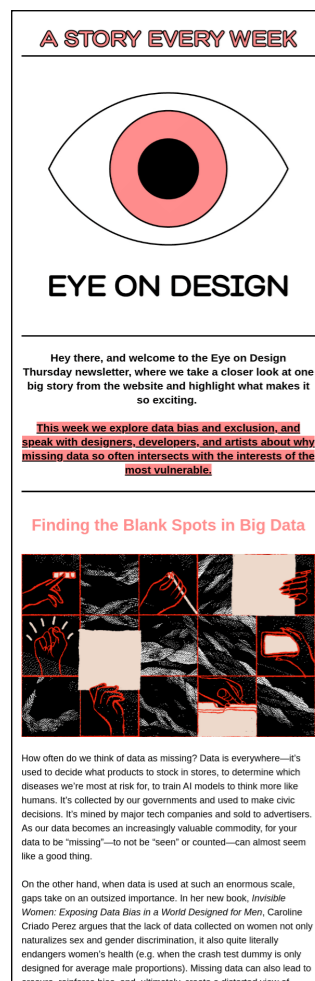 A STORY EVERY WEEK
EYE ON DESIGN
Hey there, and welcome to the Eye on Design
Thursday newsletter, where we take a closer look at one
big story from the website and highlight what makes it
so exciting.
This week we explore data bias and exclusion, and
speak with designers, developers, and artists about why
missing data so often intersects with the interests of the
most vulnerable.
Finding the Blank Spots in Big Data
How often do we think of data as missing? Data is everywhere—it's
used to decide what products to stock in stores, to determine which
diseases we're most at risk for, to train AI models to think more like
humans. It's collected by our governments and used to make civic
decisions. It's mined by major tech companies and sold to advertisers.
As our data becomes an increasingly valuable commodity, for your
data to be “missing”—to not be “seen” or counted—can almost seem
like a good thing.
On the other hand, when data is used at such an enormous scale,
gaps take on an outsized importance. In her new book, Invisible
Women: Exposing Data Bias in a World Designed for Men, Caroline
Criado Perez argues that the lack of data collected on women not only
naturalizes sex and gender discrimination, it also quite literally
endangers women's health (e.g. when the crash test dummy is only
designed for average male proportions). Missing data can also lead to
erasure, reinforce bias, and, ultimately, create a distorted view of